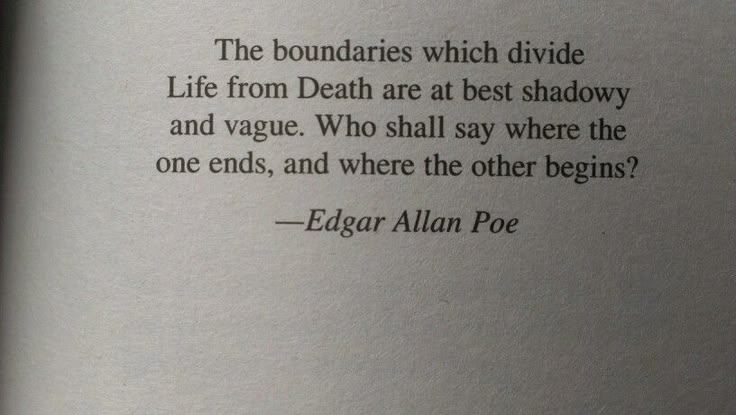 The boundaries which divide
Life from Death are at best shadowy
and vague. Who shall say where the
one ends, and where the other begins?
—Edgar Allan Poe